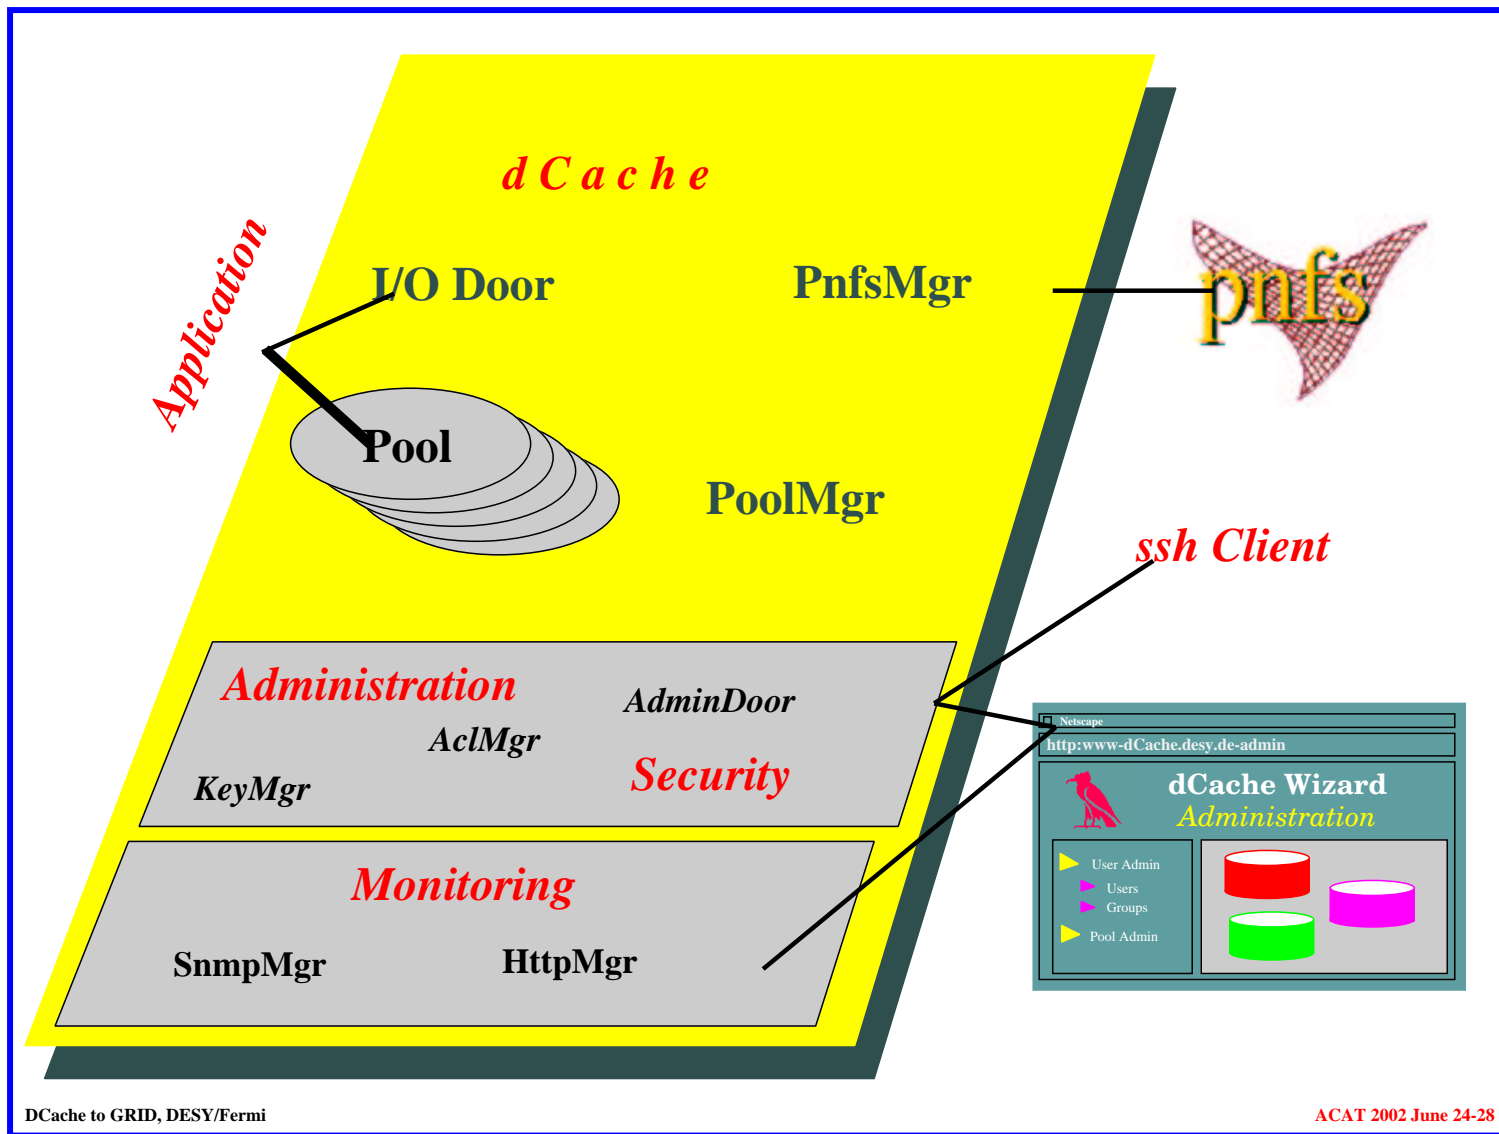 d C a c h e
Application
I/O Door
PnfsMgr
pnfs
Pool
PoolMgr
ssh Client
Administration
AdminDoor
AclMgr
Security
KeyMgr
Netscape
http:www-dCache.desy.de-admin
dCache Wizard
Administration
User Admin
Users
Groups
Pool Admin
Monitoring
SnmpMgr
HttpMgr
DCache to GRID, DESY/Fermi
ACAT 2002 June 24-28